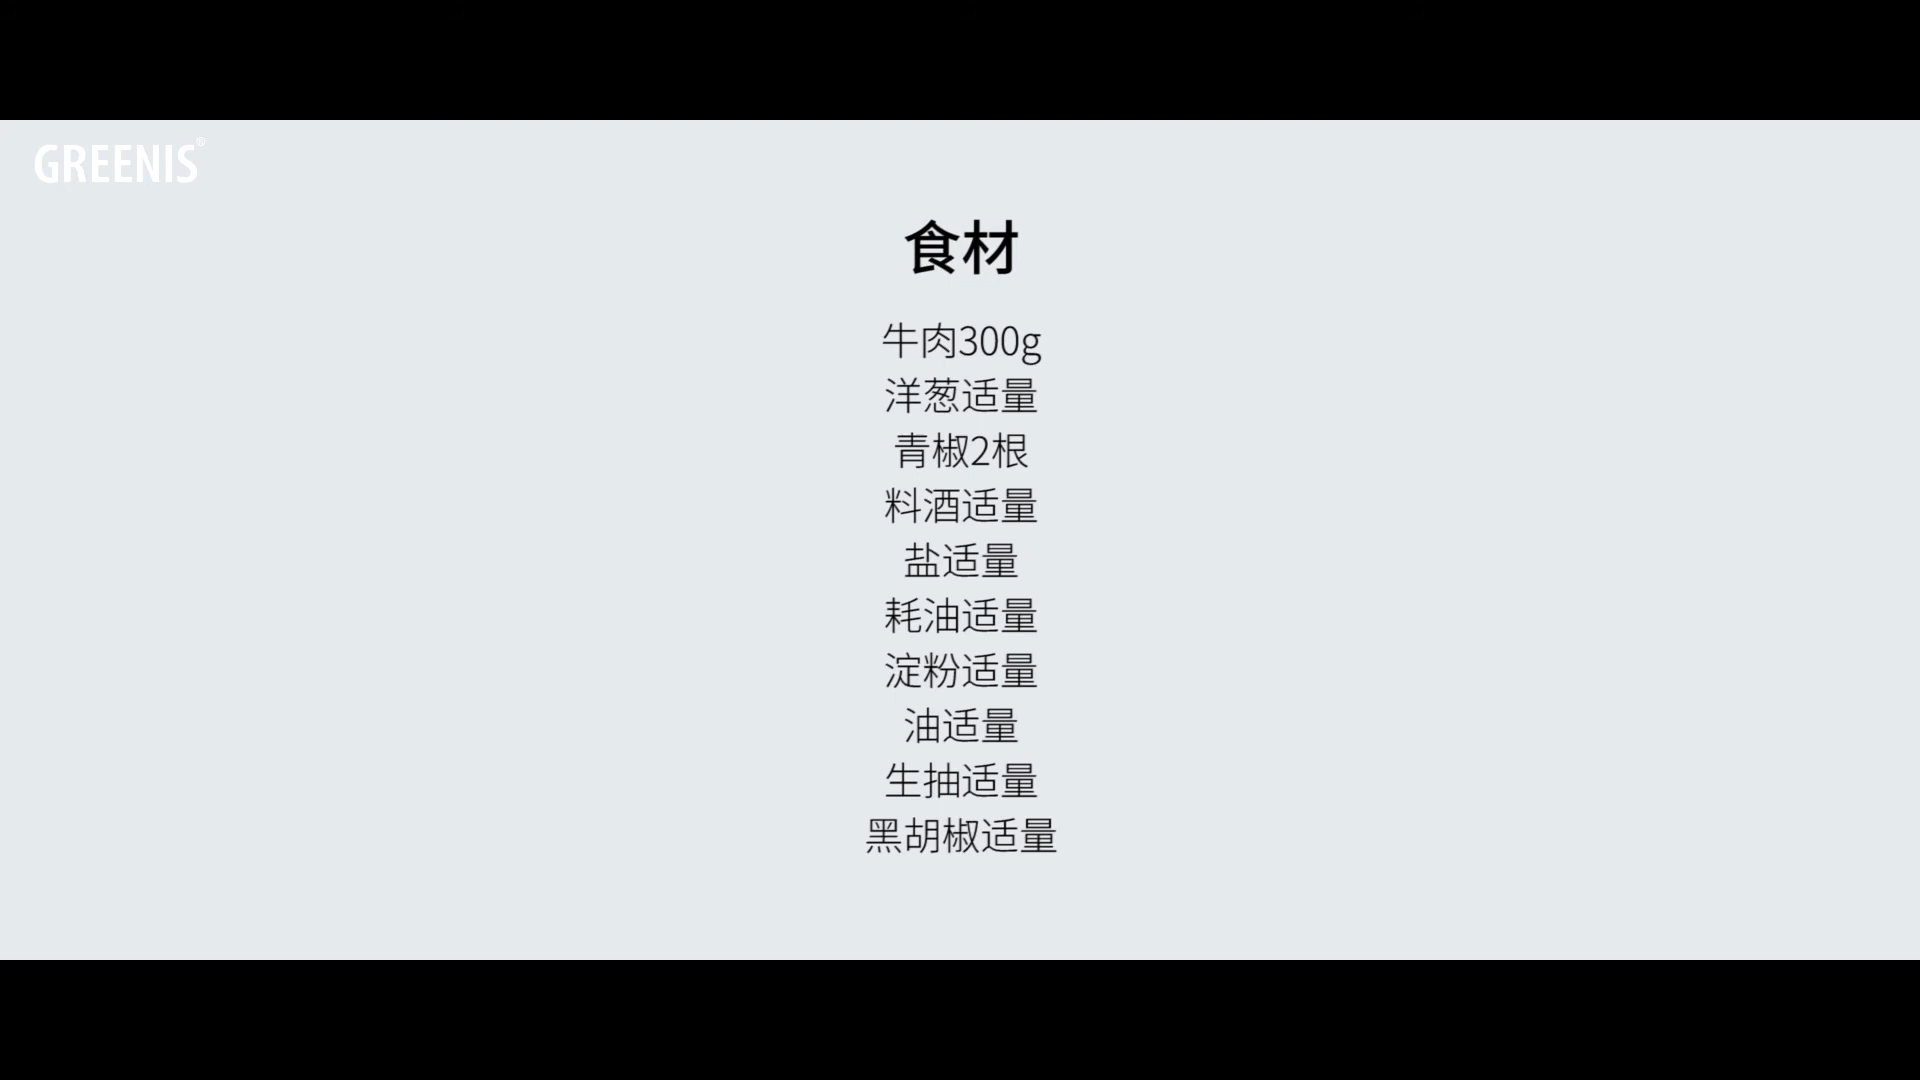 GREENIS®
食材
牛肉300g
洋葱适量
青椒2根
料酒适量
盐适量
耗油适量
淀粉适量
油适量
生抽适量
黑胡椒适量